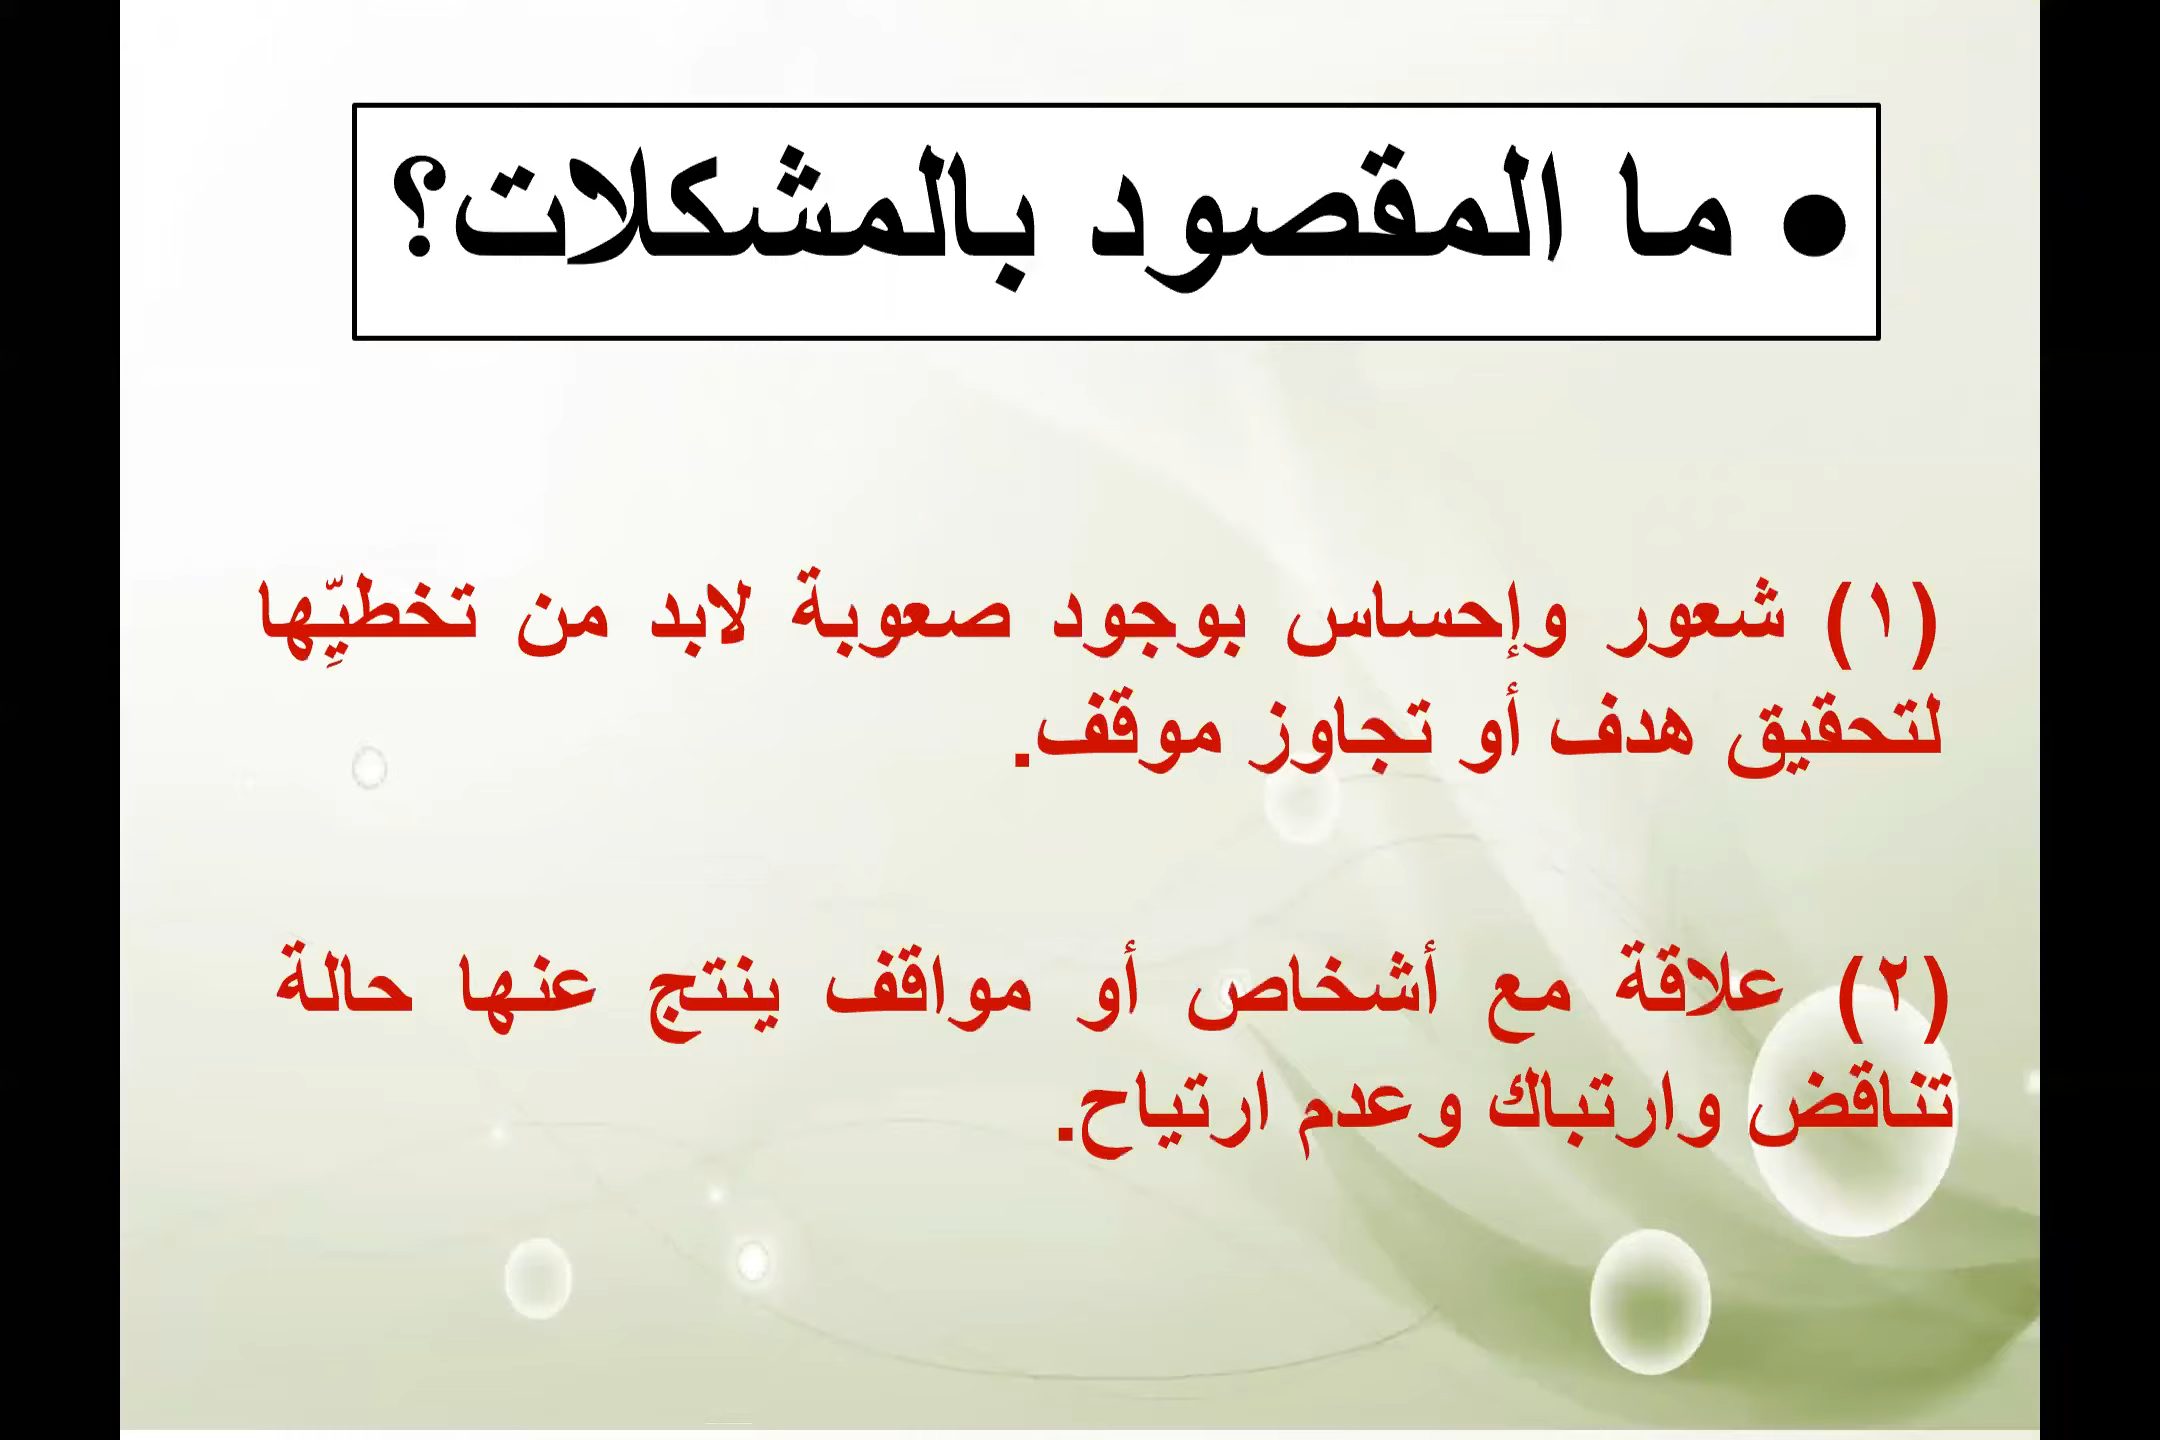 • ما المقصود بالمشكلات؟
(١) شعور وإحساس بوجود صعوبة لابد من تخطيِّها
لتحقيق هدف أو تجاوز موقف.
(٢) علاقة مع أشخاص أو مواقف ينتج عنها حالة
تناقض وارتباك وعدم ارتياح.